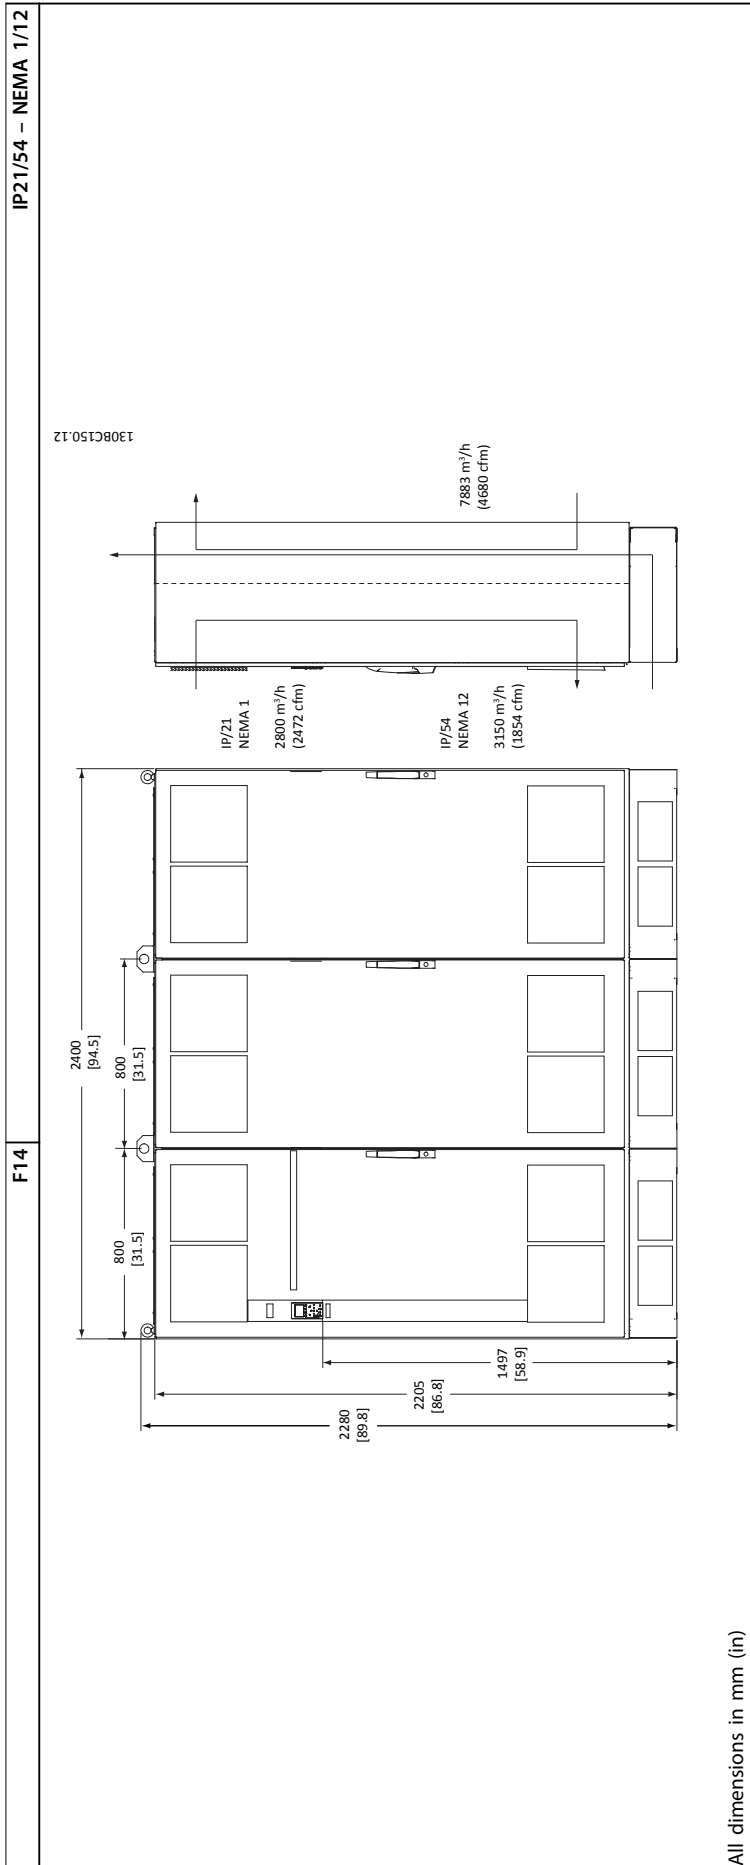 F14
IP21/54 – NEMA 1/12
130BC150.12
2400
[94.5]
800
[31.5]
800
[31.5]
2280
[89.8]
2205
[86.8]
1497
[58.9]
IP/21
NEMA 1
2800 m³/h
(2472 cfm)
IP/54
NEMA 12
3150 m³/h
(1854 cfm)
7883 m³/h
(4680 cfm)
All dimensions in mm (in)